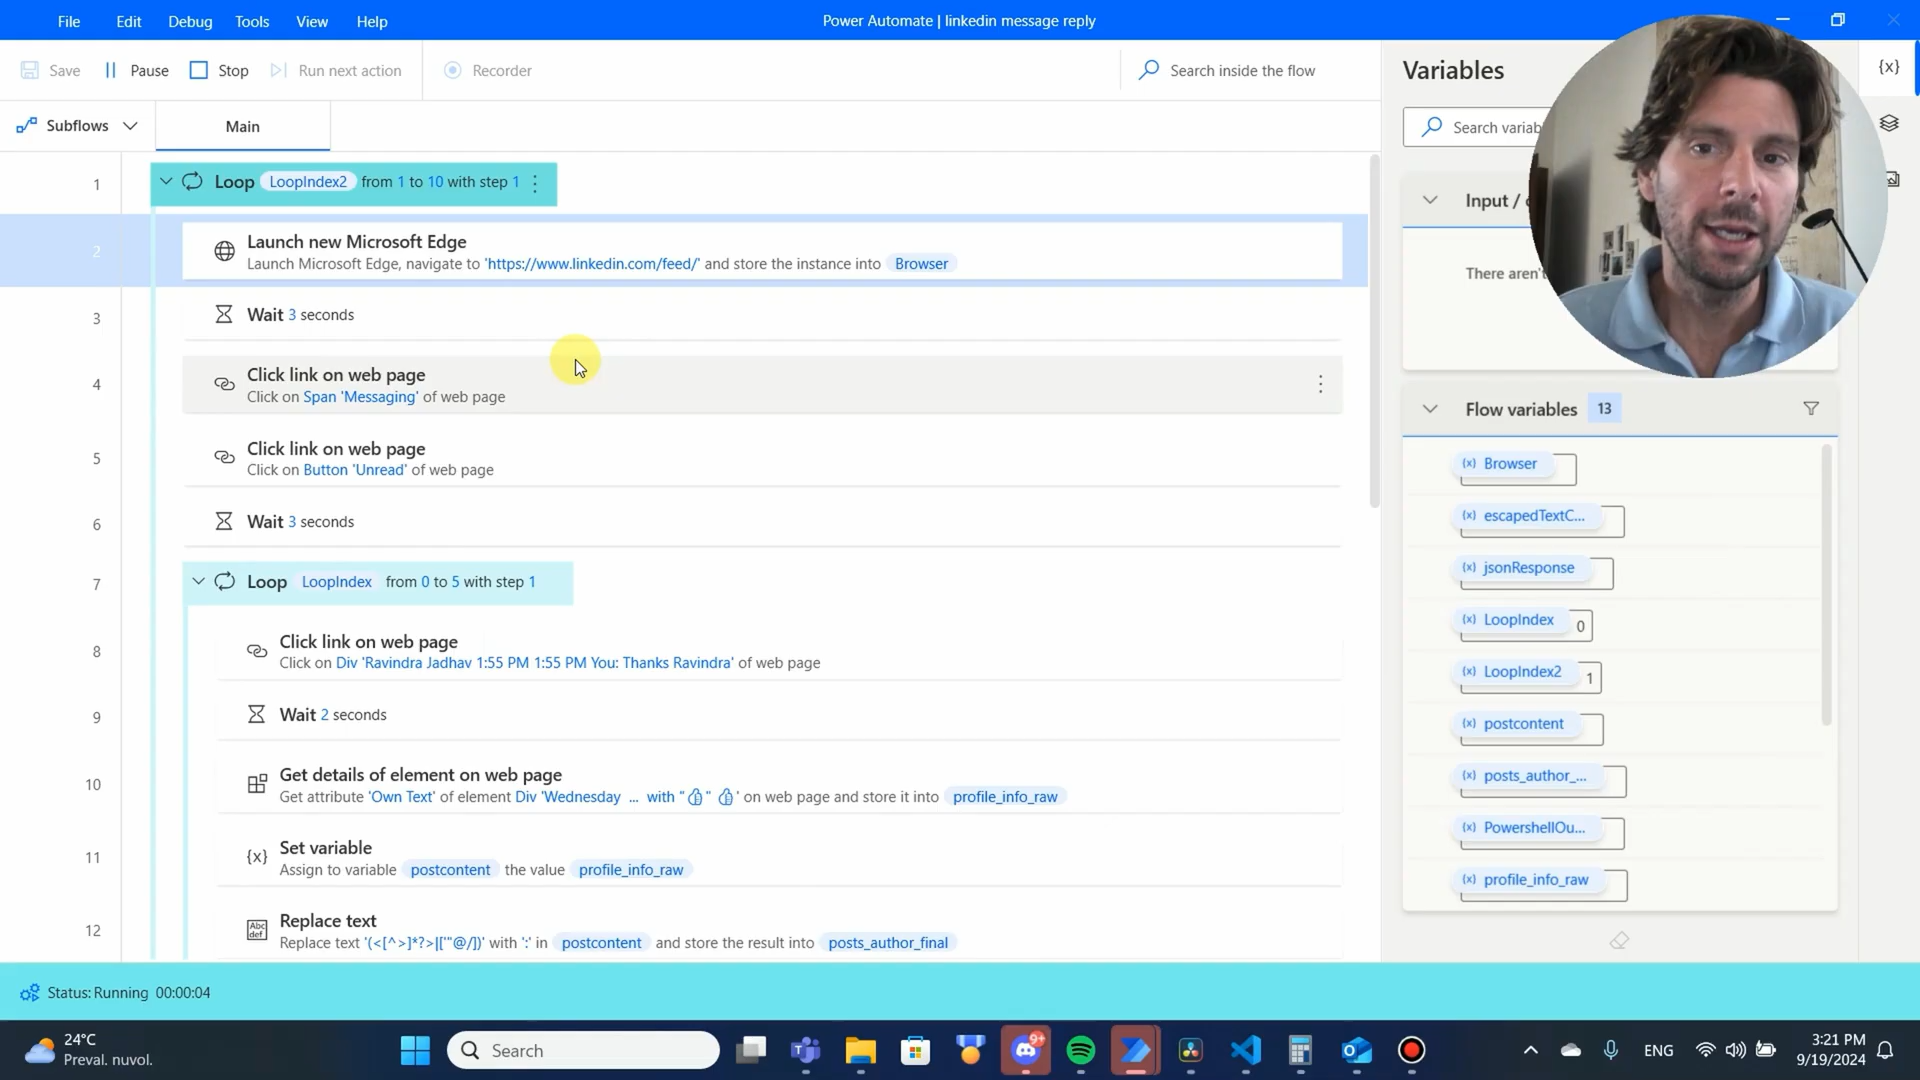 File Edit Debug Tools View Help
Power Automate | linkedin message reply
Save Pause Stop Run next action Recorder
Search inside the flow
Variables
{x}
Subflows
Main
Search variab
1
Loop LoopIndex2 from 1 to 10 with step 1
Input /
2
Launch new Microsoft Edge
Launch Microsoft Edge, navigate to 'https://www.linkedin.com/feed/' and store the instance into Browser
There aren't
3
Wait 3 seconds
4
Click link on web page
Click on Span 'Messaging' of web page
Flow variables 13
5
Click link on web page
Click on Button 'Unread' of web page
6
Wait 3 seconds
7
Loop LoopIndex from 0 to 5 with step 1
8
Click link on web page
Click on Div 'Ravindra Jadhav 1:55 PM 1:55 PM You: Thanks Ravindra' of web page
9
Wait 2 seconds
10
Get details of element on web page
Get attribute 'Own Text' of element Div 'Wednesday ... with "👍" 👍 ' on web page and store it into profile_info_raw
11
{x}
Set variable
Assign to variable postcontent the value profile_info_raw
12
Abc
def
Replace text
Replace text '(<[^>]*?>|['"@/])' with ':' in postcontent and store the result into posts_author_final
(x) Browser
(x) escapedTextC...
(x) jsonResponse
(x) LoopIndex 0
(x) LoopIndex2 1
(x) postcontent
(x) posts_author_...
(x) PowershellOu...
(x) profile_info_raw
Status: Running 00:00:04
24°C
Preval. nuvol.
Search
9+
ENG
3:21 PM
9/19/2024